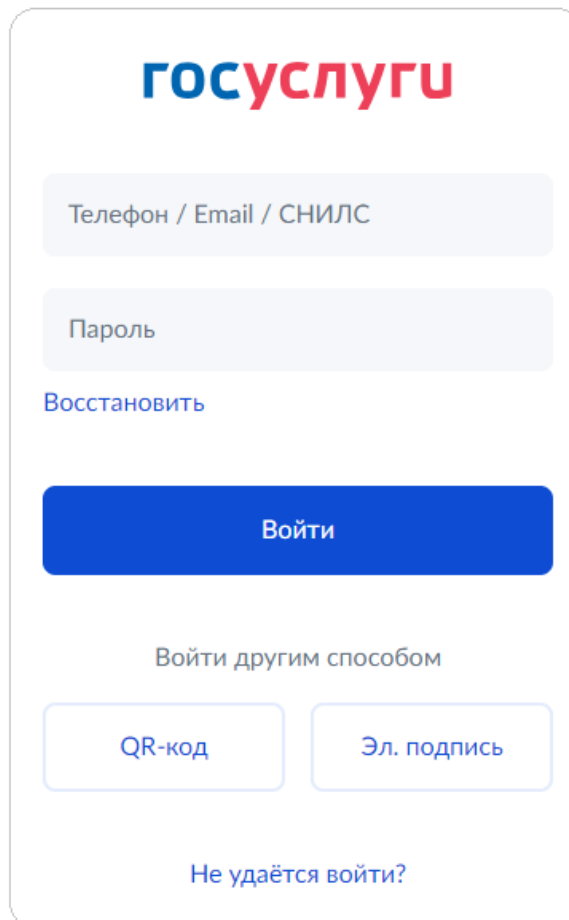 госуслуги
Телефон / Email / СНИЛС
Пароль
Восстановить
Войти
Войти другим способом
QR-код
Эл. подпись
Не удаётся войти?